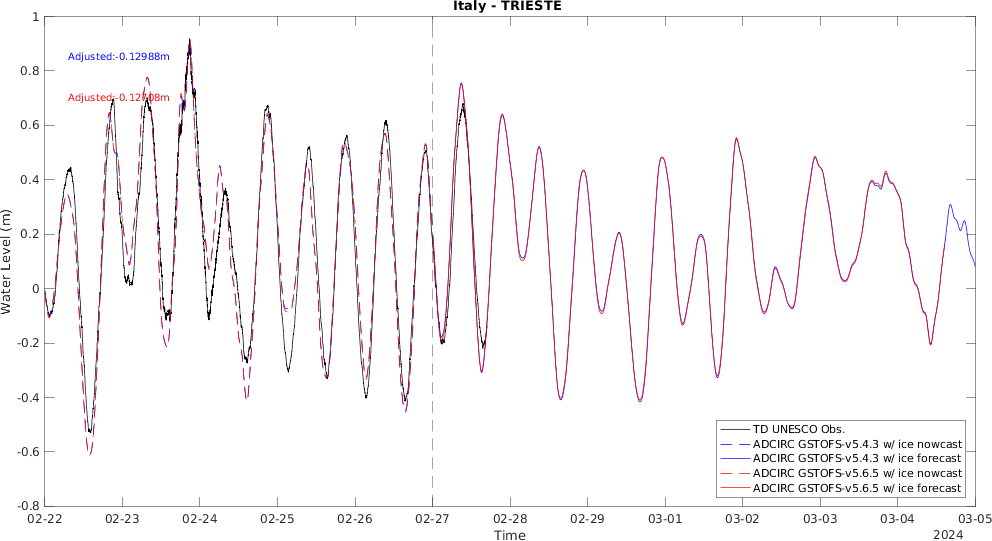 Italy - TRIESTE
Water Level (m)
1
0.8
0.6
0.4
0.2
0
-0.2
-0.4
-0.6
-0.8
Adjusted:-0.12988m
Adjusted:-0.12708m
TD UNESCO Obs.
ADCIRC GSTOFS-v5.4.3 w/ ice nowcast
ADCIRC GSTOFS-v5.4.3 w/ ice forecast
ADCIRC GSTOFS-v5.6.5 w/ ice nowcast
ADCIRC GSTOFS-v5.6.5 w/ ice forecast
02-22 02-23 02-24 02-25 02-26 02-27 02-28 02-29 03-01 03-02 03-03 03-04 03-05
Time
2024